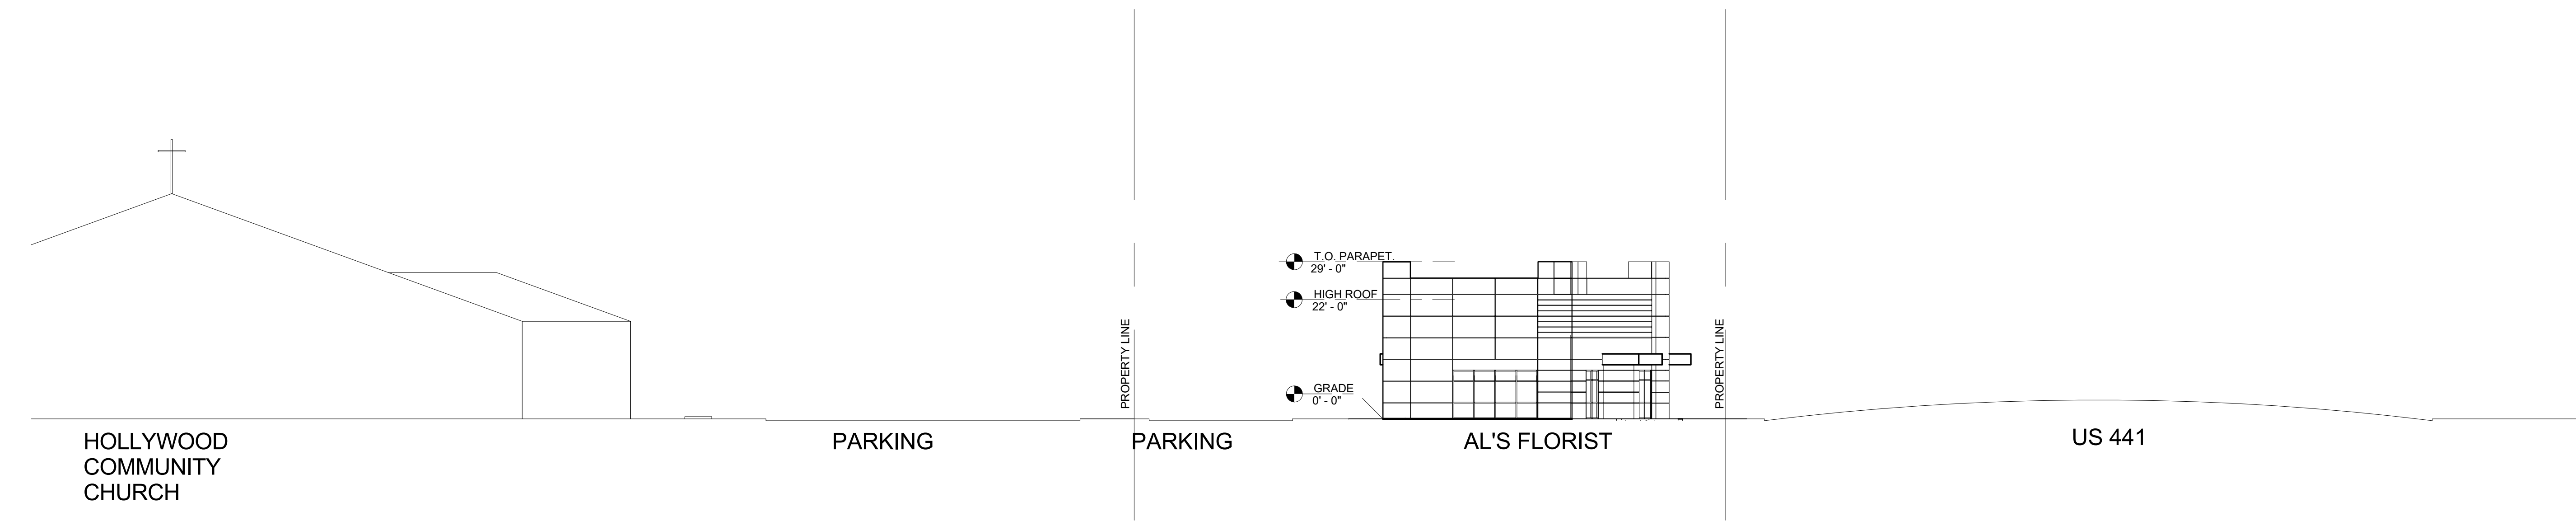 T.O. PARAPET.
29' - 0"
HIGH ROOF
22' - 0"
GRADE
0' - 0"
PROPERTY LINE
PROPERTY LINE
HOLLYWOOD
COMMUNITY
CHURCH
PARKING
PARKING
AL'S FLORIST
US 441